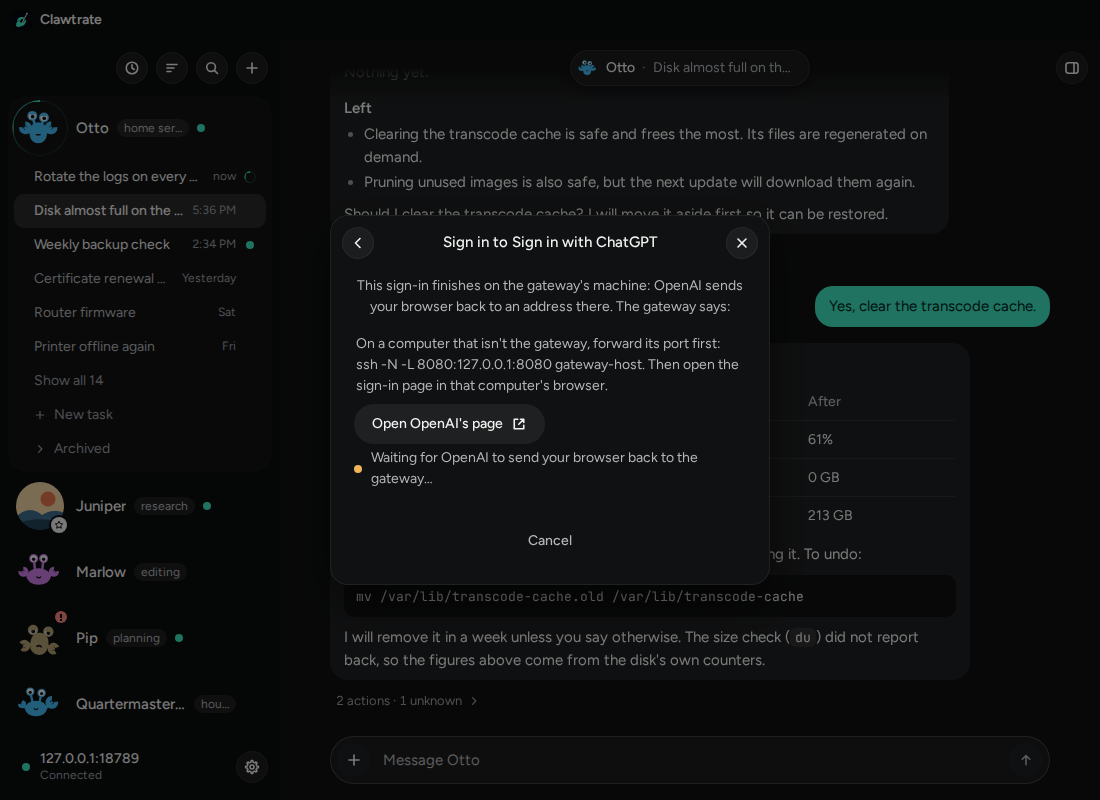 Clawtrate
Otto
home ser…
Rotate the logs on every … now
Disk almost full on the … 5:36 PM
Weekly backup check 2:34 PM
Certificate renewal … Yesterday
Router firmware Sat
Printer offline again Fri
Show all 14
New task
Archived
Juniper research
Marlow editing
Pip planning
Quartermaster… hou…
127.0.0.1:18789
Connected
Otto · Disk almost full on th…
Nothing yet.
Left
Clearing the transcode cache is safe and frees the most. Its files are regenerated on
demand.
Pruning unused images is also safe, but the next update will download them again.
Should I clear the transcode cache? I will move it aside first so it can be restored.
Yes, clear the transcode cache.
Sign in to Sign in with ChatGPT
This sign-in finishes on the gateway's machine: OpenAI sends
your browser back to an address there. The gateway says:
On a computer that isn't the gateway, forward its port first:
ssh -N -L 8080:127.0.0.1:8080 gateway-host. Then open the
sign-in page in that computer's browser.
Open OpenAI's page
Waiting for OpenAI to send your browser back to the
gateway…
Cancel
After
61%
0 GB
213 GB
it. To undo:
mv /var/lib/transcode-cache.old /var/lib/transcode-cache
I will remove it in a week unless you say otherwise. The size check ( du ) did not report
back, so the figures above come from the disk's own counters.
2 actions · 1 unknown
Message Otto